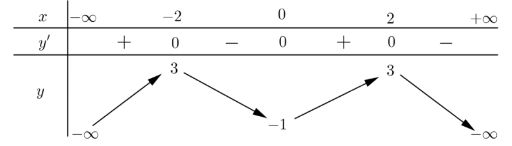 x −∞ −2 0 2 +∞
y′ + 0 − 0 + 0 −
3 3
y
−1
−∞ −∞